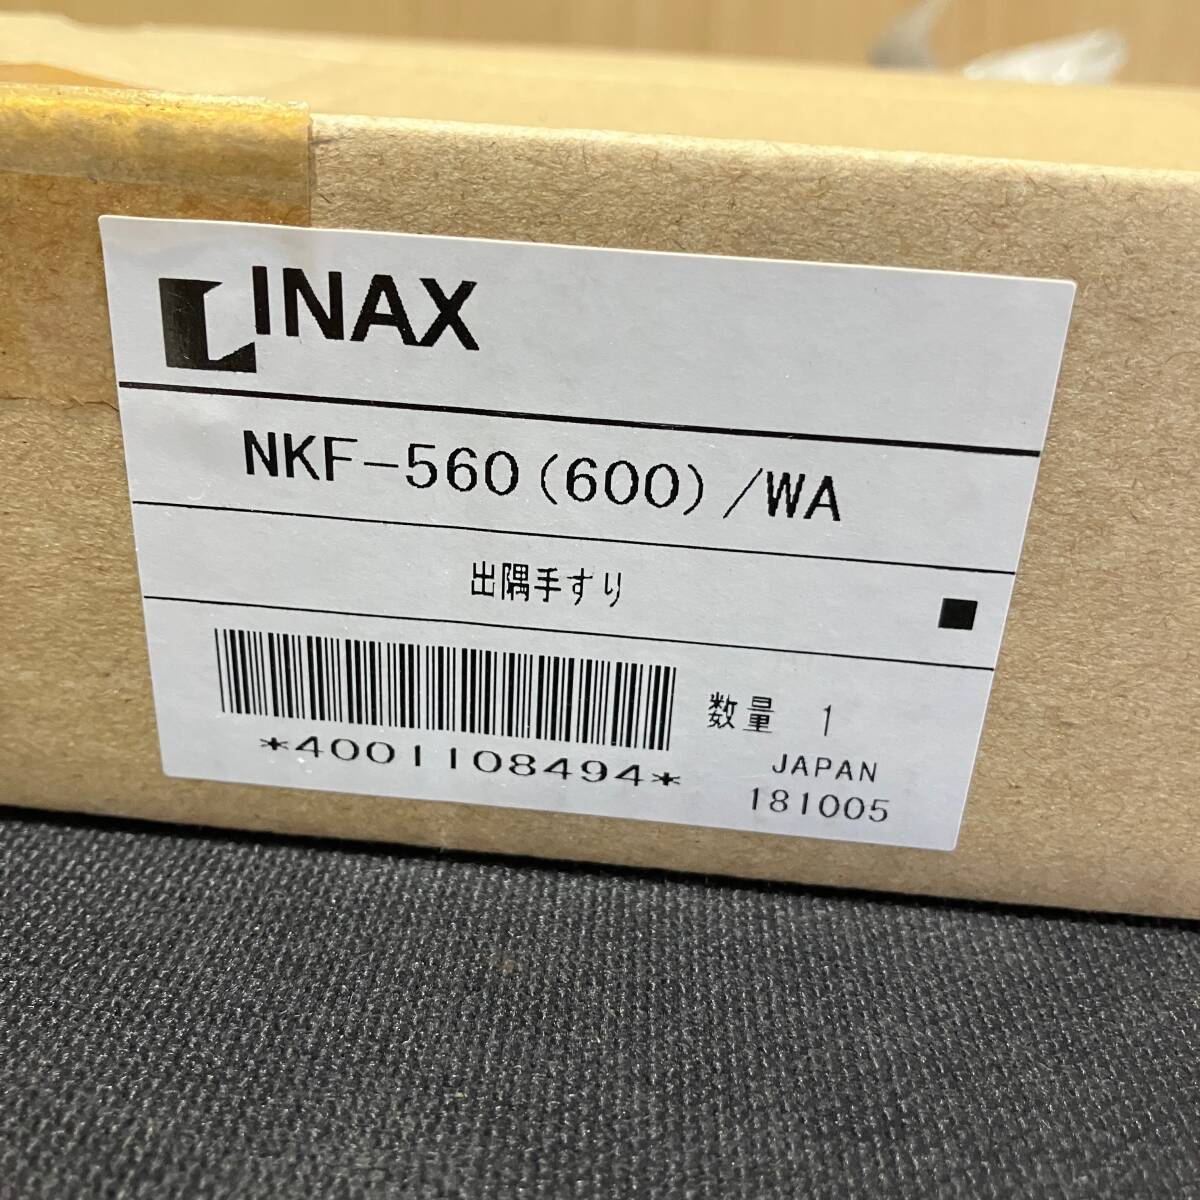 INAX
NKF-560(600)/WA
出隅手すり
数量 1
*4001108494*
JAPAN
181005